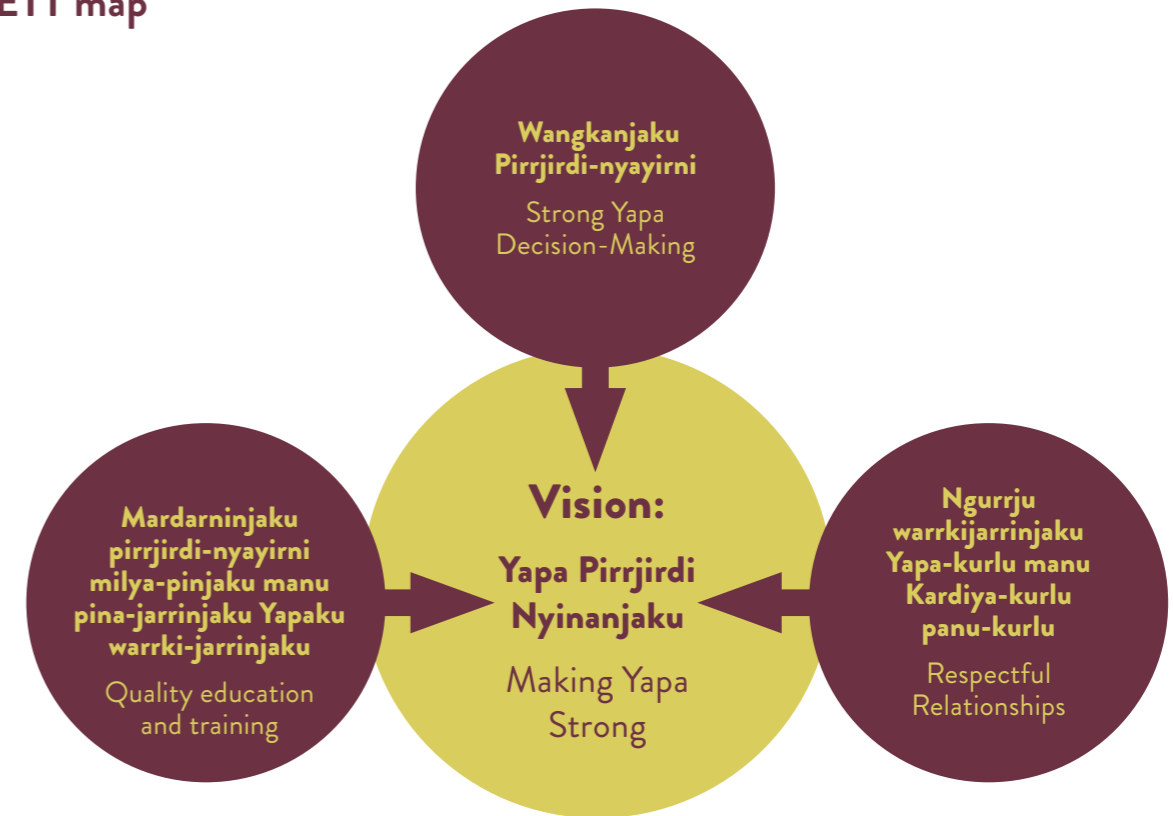 ETT map
Wangkanjaku
Pirrjirdi-nyayirni
Strong Yapa
Decision-Making
Mardarninjaku
pirrjirdi-nyayirni
milya-pinjaku manu
pina-jarrinjaku Yapaku
warrki-jarrinjaku
Quality education
and training
Vision:
Yapa Pirrjirdi
Nyinanjaku
Making Yapa
Strong
Ngurrju
warrkijarrinjaku
Yapa-kurlu manu
Kardiya-kurlu
panu-kurlu
Respectful
Relationships